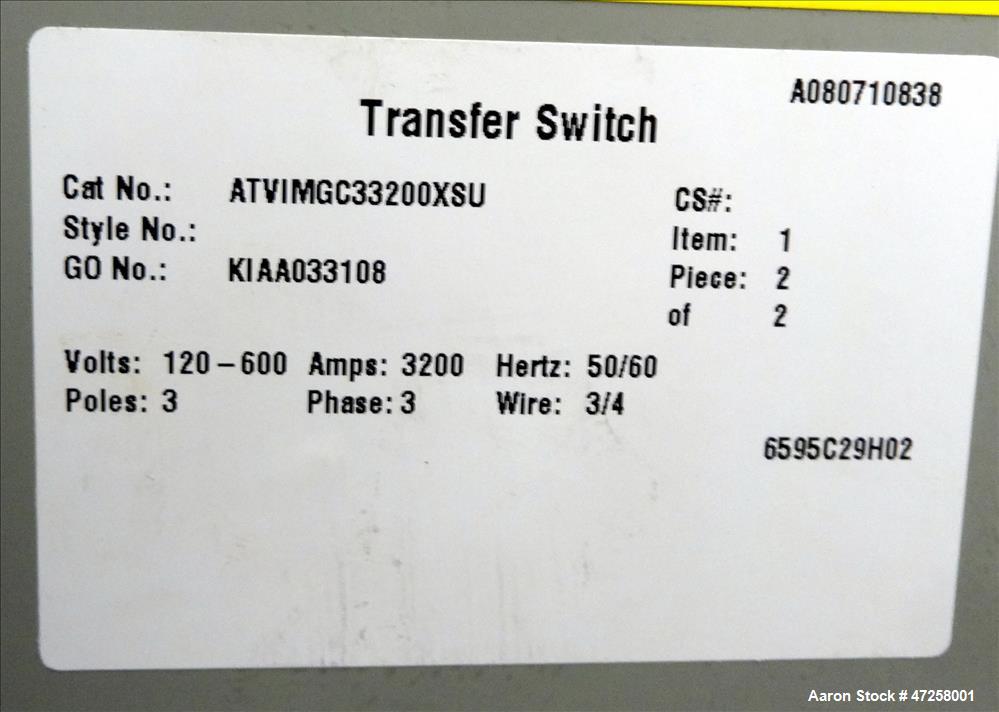 A080710838
Transfer Switch
Cat No.: ATVIMGC33200XSU CS#:
Style No.: Item: 1
GO No.: KIAA033108 Piece: 2
of 2
Volts: 120-600 Amps: 3200 Hertz: 50/60
Poles: 3 Phase: 3 Wire: 3/4
6595C29H02
Aaron Stock # 47258001